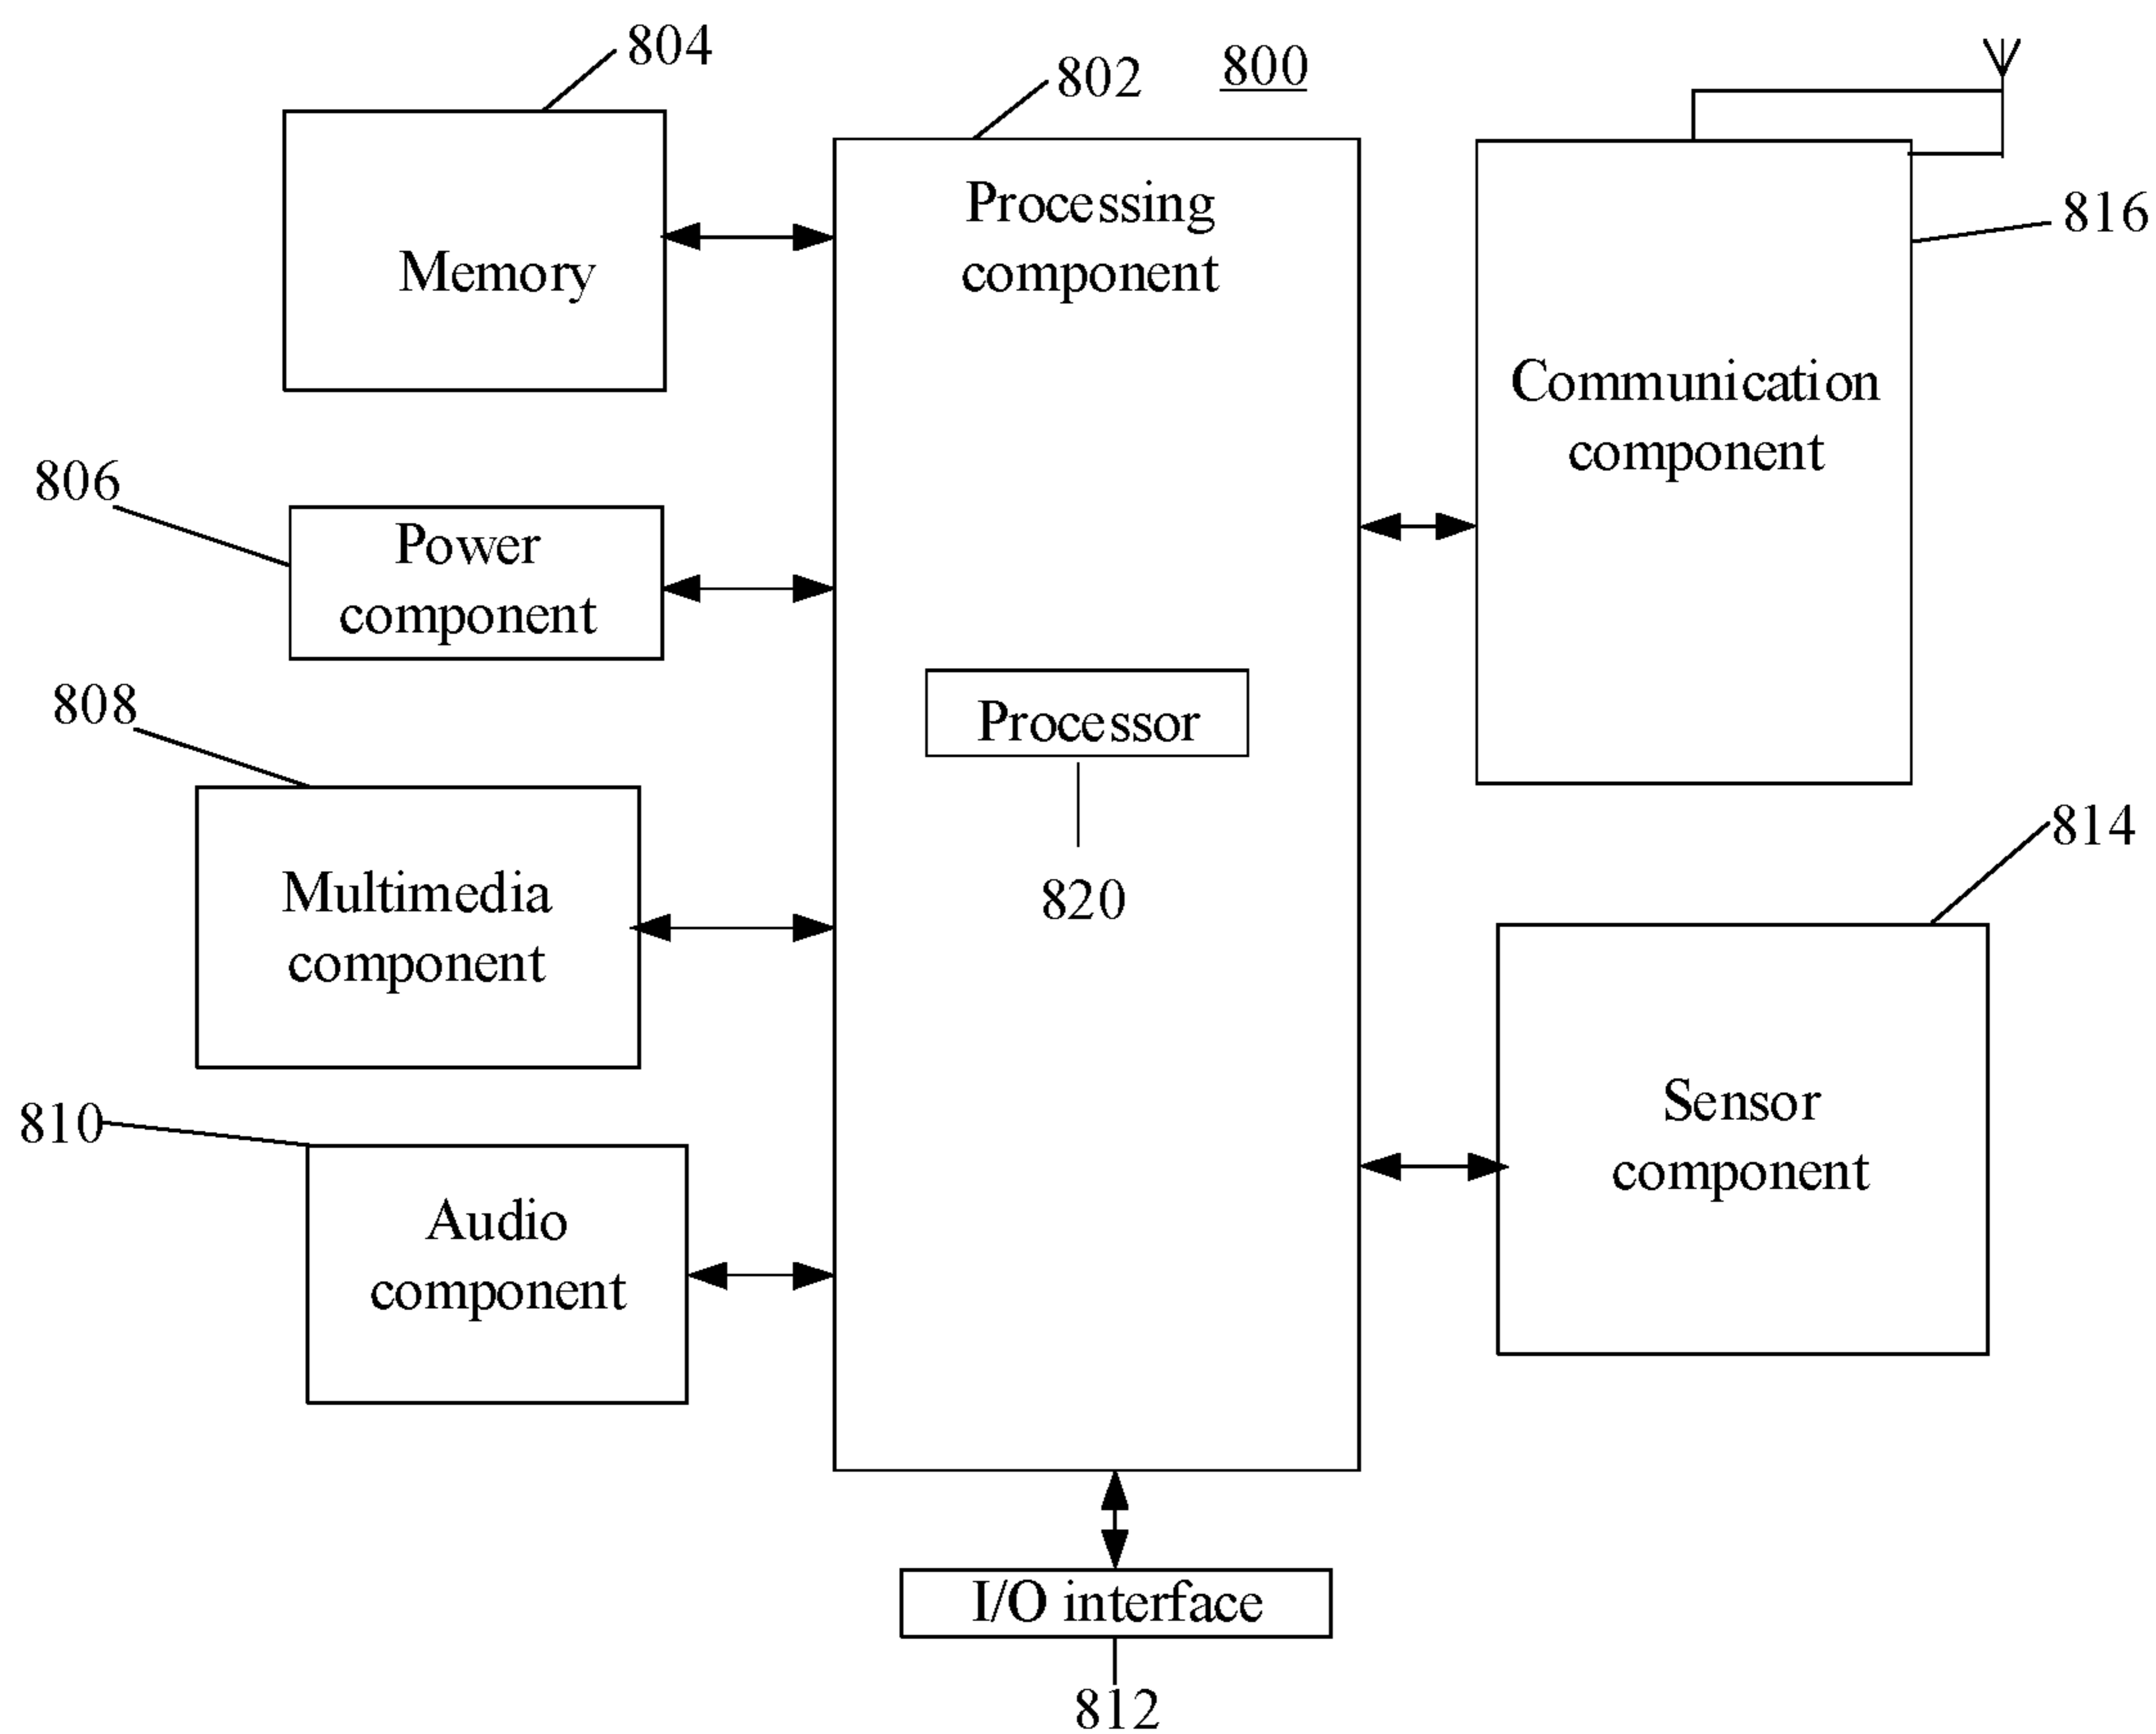 804
802
800
Memory
Processing
component
816
Communication
component
806
Power
component
808
Processor
814
820
Multimedia
component
810
Sensor
component
Audio
component
I/O interface
812